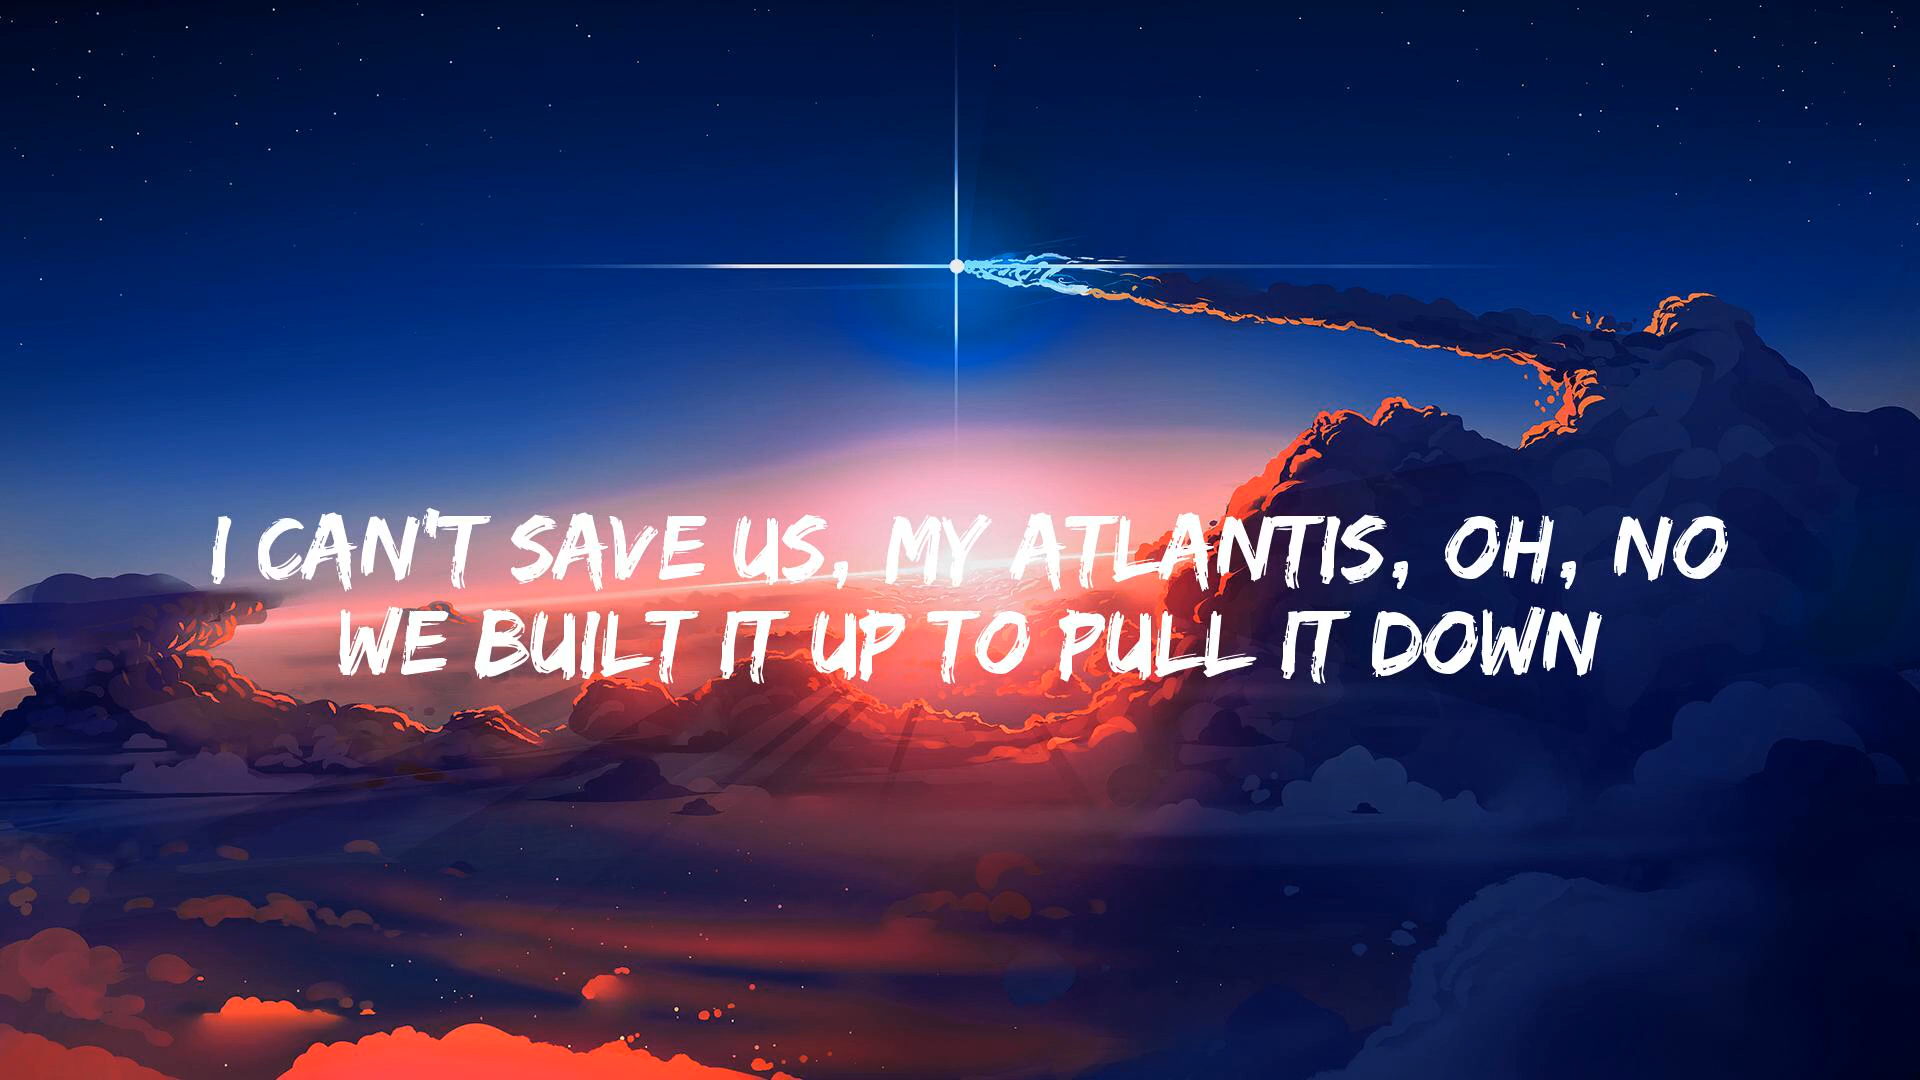 I CAN'T SAVE US, MY ATLANTIS, OH, NO
WE BUILT IT UP TO PULL IT DOWN